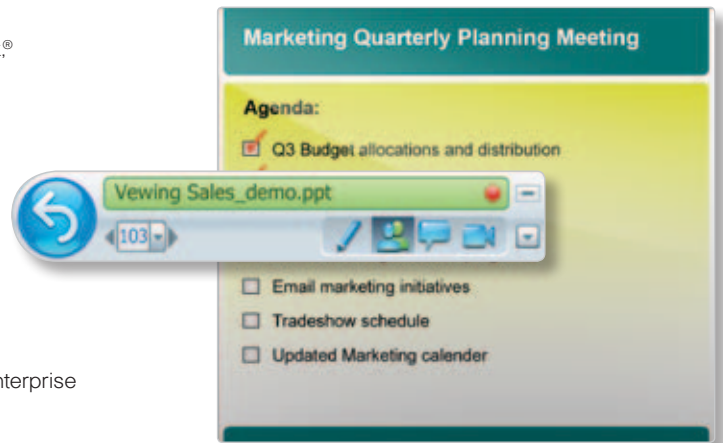 ®
Marketing Quarterly Planning Meeting
Agenda:
Q3 Budget allocations and distribution
Vewing Sales_demo.ppt
103
Email marketing initiatives
Tradeshow schedule
Updated Marketing calender
nterprise